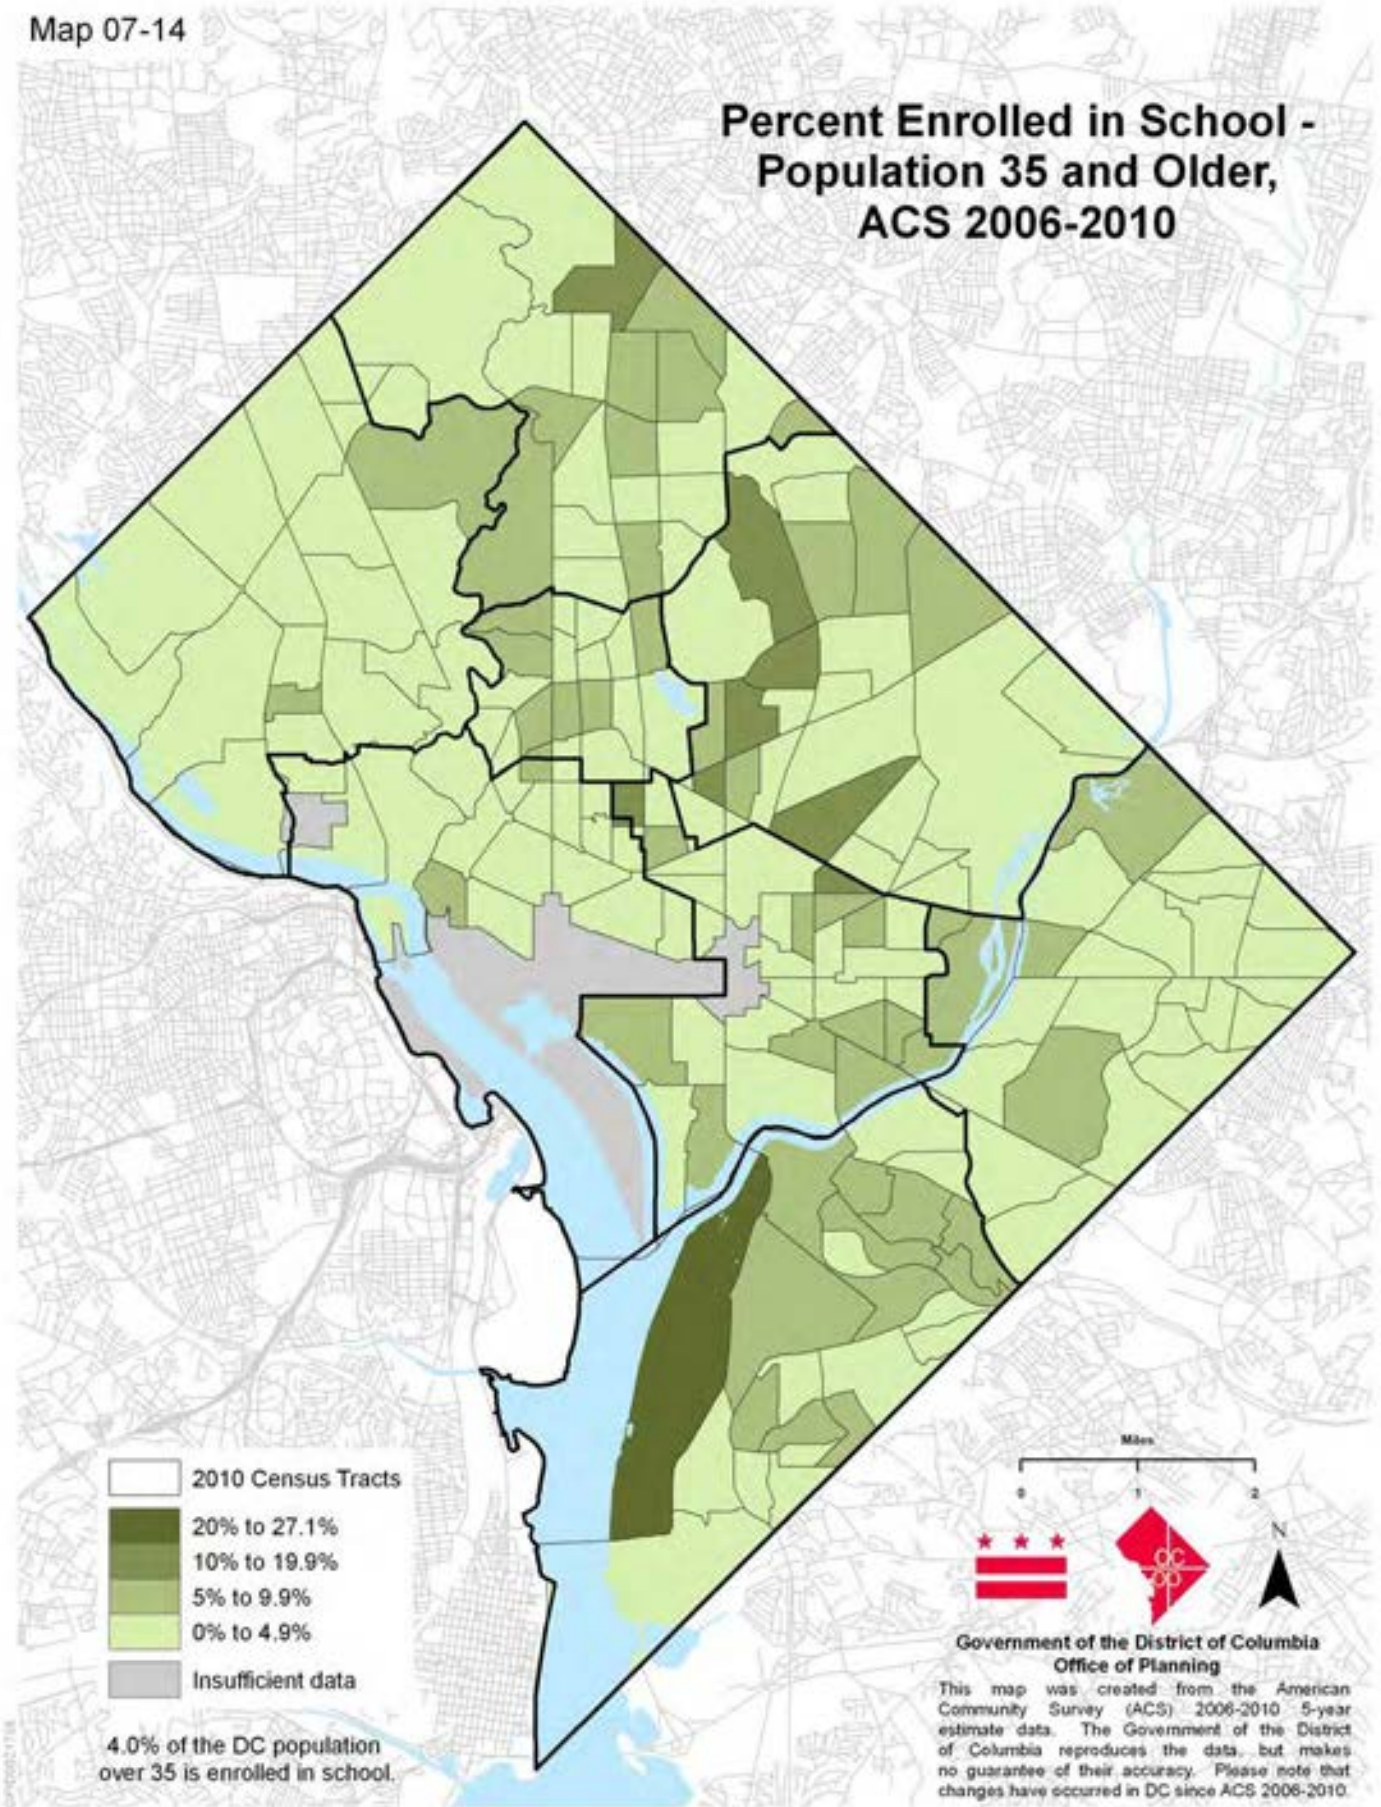 Map 07-14
Percent Enrolled in School -
Population 35 and Older,
ACS 2006-2010
2010 Census Tracts
20% to 27.1%
10% to 19.9%
5% to 9.9%
0% to 4.9%
Insufficient data
4.0% of the DC population
over 35 is enrolled in school.
Miles
0 1 2
N
DC
OP
Government of the District of Columbia
Office of Planning
This map was created from the American
Community Survey (ACS) 2006-2010 5-year
estimate data. The Government of the District
of Columbia reproduces the data, but makes
no guarantee of their accuracy. Please note that
changes have occurred in DC since ACS 2006-2010.